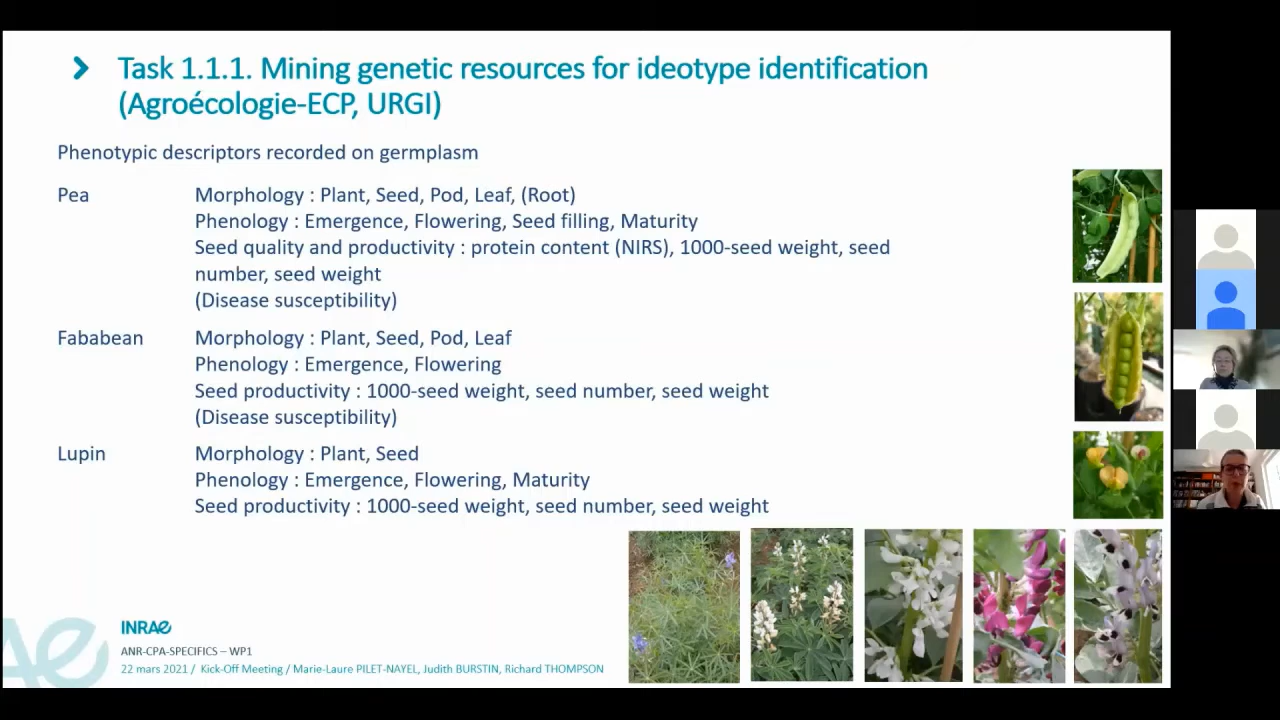 Task 1.1.1. Mining genetic resources for ideotype identification
(Agroécologie-ECP, URGI)
Phenotypic descriptors recorded on germplasm
Pea
Morphology : Plant, Seed, Pod, Leaf, (Root)
Phenology : Emergence, Flowering, Seed filling, Maturity
Seed quality and productivity : protein content (NIRS), 1000-seed weight, seed
number, seed weight
(Disease susceptibility)
Fababean
Morphology : Plant, Seed, Pod, Leaf
Phenology : Emergence, Flowering
Seed productivity : 1000-seed weight, seed number, seed weight
(Disease susceptibility)
Lupin
Morphology : Plant, Seed
Phenology : Emergence, Flowering, Maturity
Seed productivity : 1000-seed weight, seed number, seed weight
INRAE
ANR-CPA-SPECIFICS – WP1
22 mars 2021 / Kick-Off Meeting / Marie-Laure PILET-NAYEL, Judith BURSTIN, Richard THOMPSON